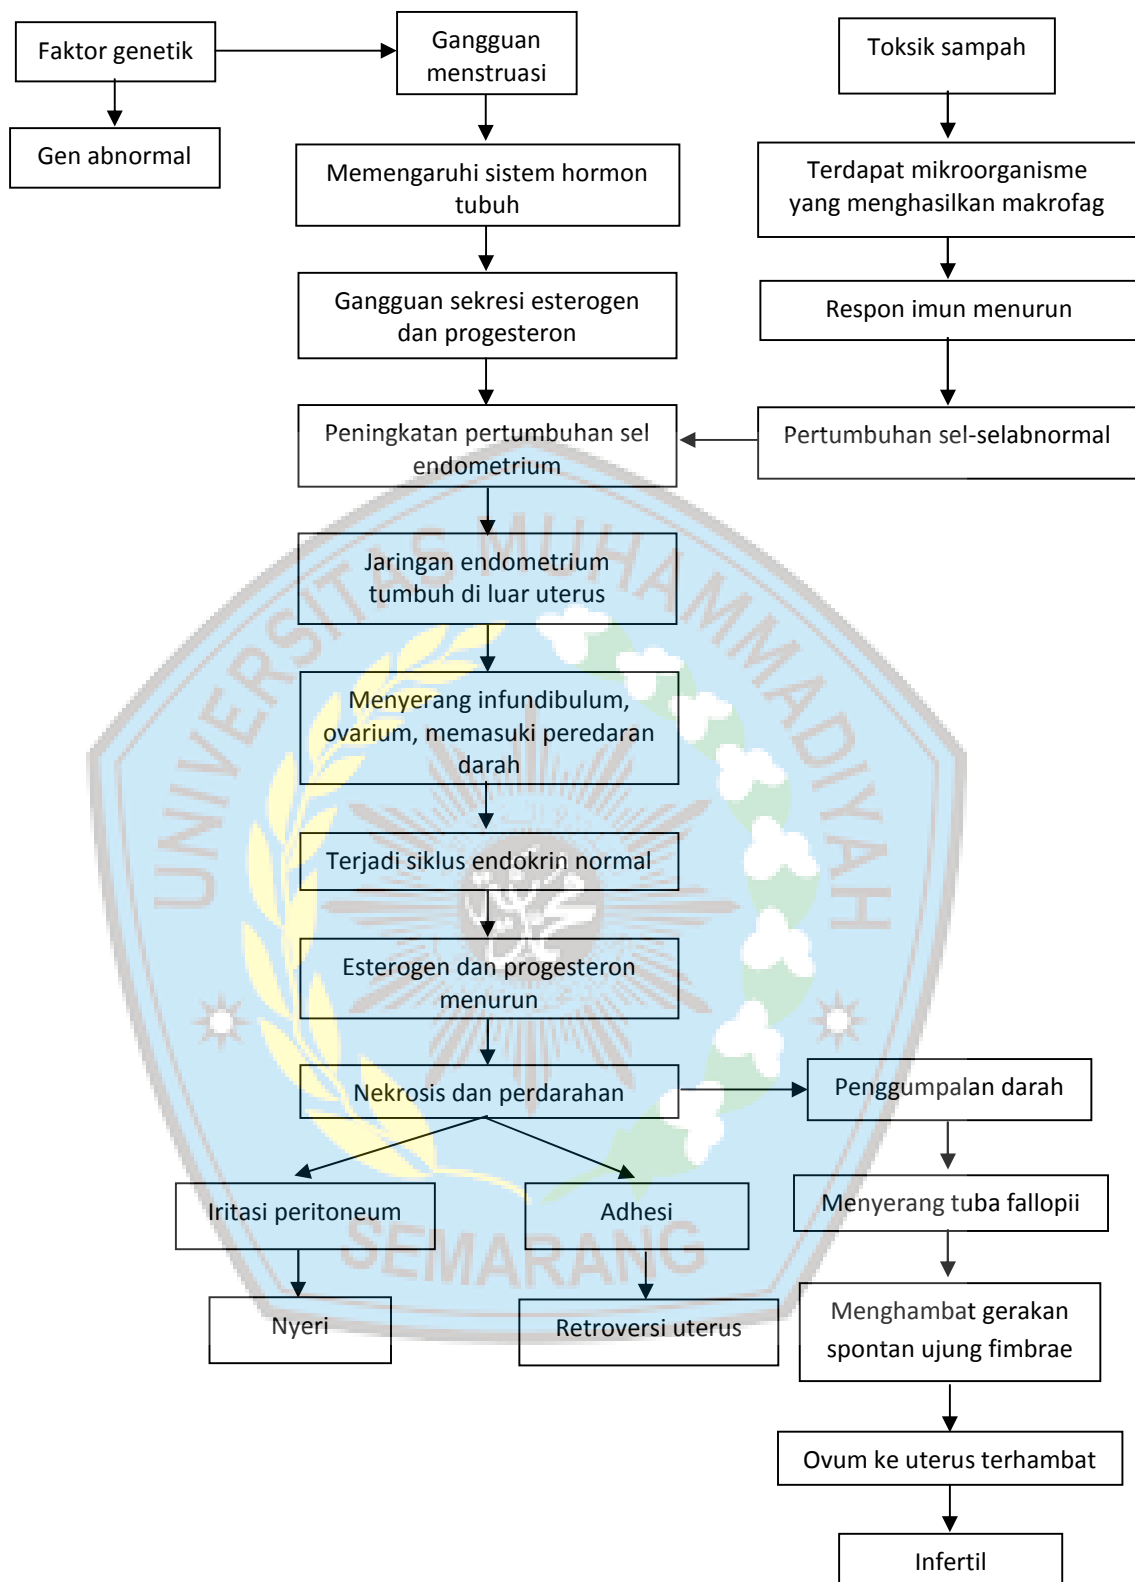 Faktor genetik
Gangguan
menstruasi
Toksik sampah
Gen abnormal
Memengaruhi sistem hormon
tubuh
Terdapat mikroorganisme
yang menghasilkan makrofag
Gangguan sekresi esterogen
dan progesteron
Respon imun menurun
Peningkatan pertumbuhan sel
endometrium
Pertumbuhan sel-selabnormal
Jaringan endometrium
tumbuh di luar uterus
Menyerang infundibulum,
ovarium, memasuki peredaran
darah
Terjadi siklus endokrin normal
Esterogen dan progesteron
menurun
Nekrosis dan perdarahan
Penggumpalan darah
Iritasi peritoneum
Adhesi
Menyerang tuba fallopii
Nyeri
Retroversi uterus
Menghambat gerakan
spontan ujung fimbrae
Ovum ke uterus terhambat
Infertil
UNIVERSITAS MUHAMMADIYAH
SEMARANG